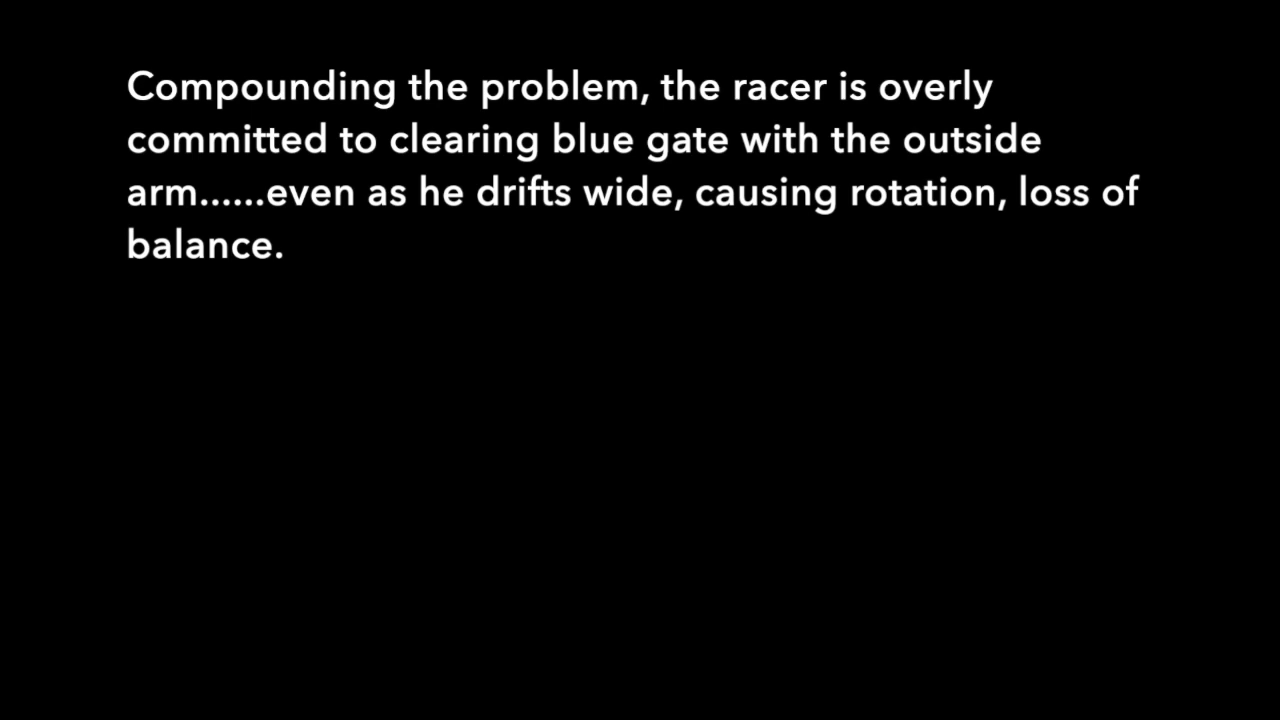 Compounding the problem, the racer is overly
committed to clearing blue gate with the outside
arm......even as he drifts wide, causing rotation, loss of
balance.